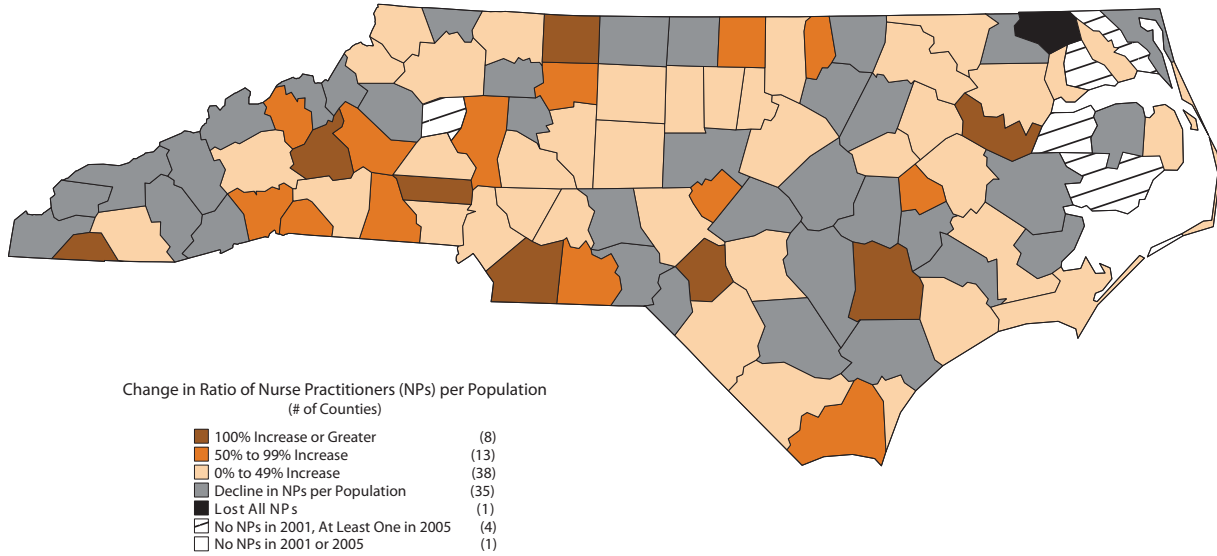 Change in Ratio of Nurse Practitioners (NPs) per Population
(# of Counties)
100% Increase or Greater (8)
50% to 99% Increase (13)
0% to 49% Increase (38)
Decline in NPs per Population (35)
Lost All NPs (1)
No NPs in 2001, At Least One in 2005 (4)
No NPs in 2001 or 2005 (1)